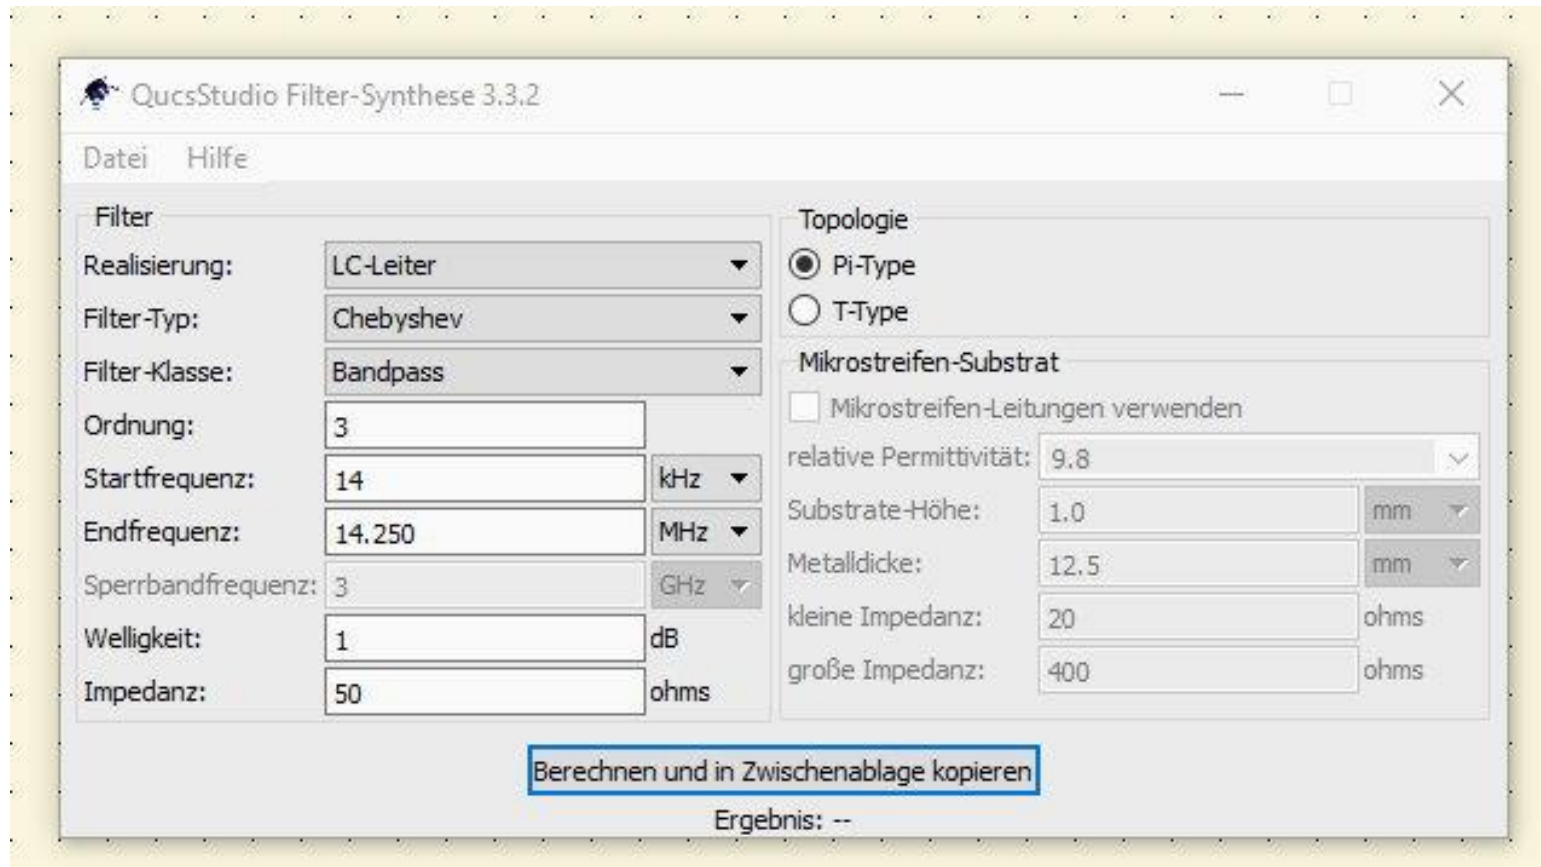 QucsStudio Filter-Synthese 3.3.2
Datei Hilfe
Filter
Realisierung: LC-Leiter
Filter-Typ: Chebyshev
Filter-Klasse: Bandpass
Ordnung: 3
Startfrequenz: 14 kHz
Endfrequenz: 14.250 MHz
Sperrbandfrequenz: 3 GHz
Welligkeit: 1 dB
Impedanz: 50 ohms
Topologie
Pi-Type
T-Type
Mikrostreifen-Substrat
Mikrostreifen-Leitungen verwenden
relative Permittivität: 9.8
Substrate-Höhe: 1.0 mm
Metalldicke: 12.5 mm
kleine Impedanz: 20 ohms
große Impedanz: 400 ohms
Berechnen und in Zwischenablage kopieren
Ergebnis: --